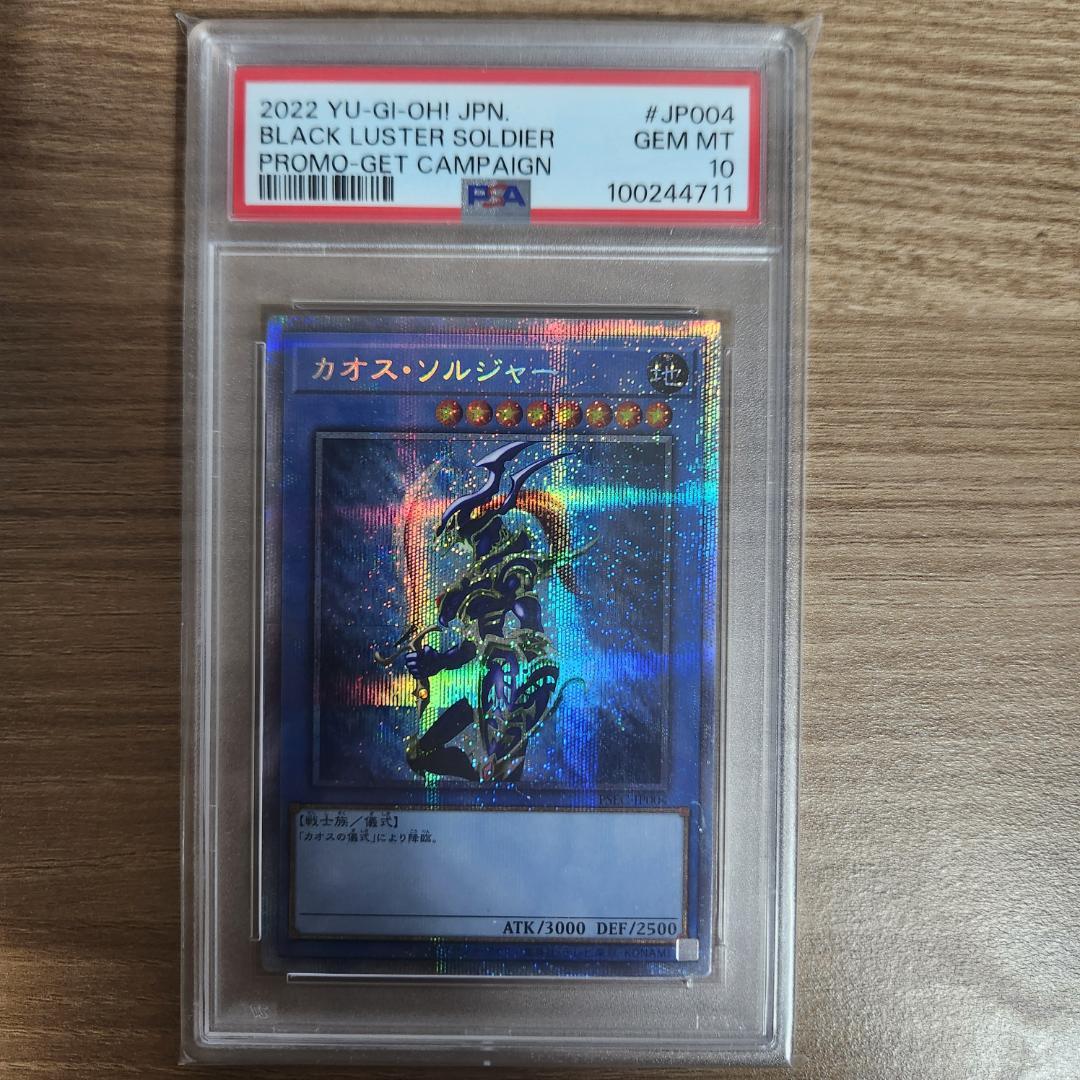 2022 YU-GI-OH! JPN. #JP004
BLACK LUSTER SOLDIER GEM MT
PROMO-GET CAMPAIGN 10
PSA 100244711
カオス・ソルジャー 地
【戦士族/儀式】
「カオスの儀式」により降臨。
ATK/3000 DEF/2500
KONAMI